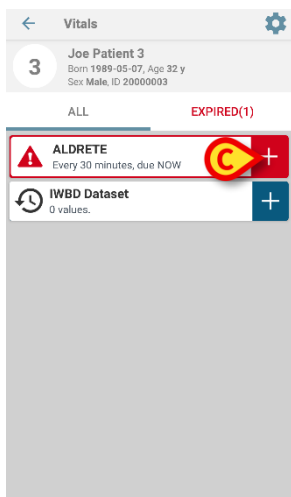 Vitals
3
Joe Patient 3
Born 1989-05-07, Age 32 y
Sex Male, ID 20000003
ALL
EXPIRED(1)
ALDRETE
Every 30 minutes, due NOW
C
IWBD Dataset
0 values.